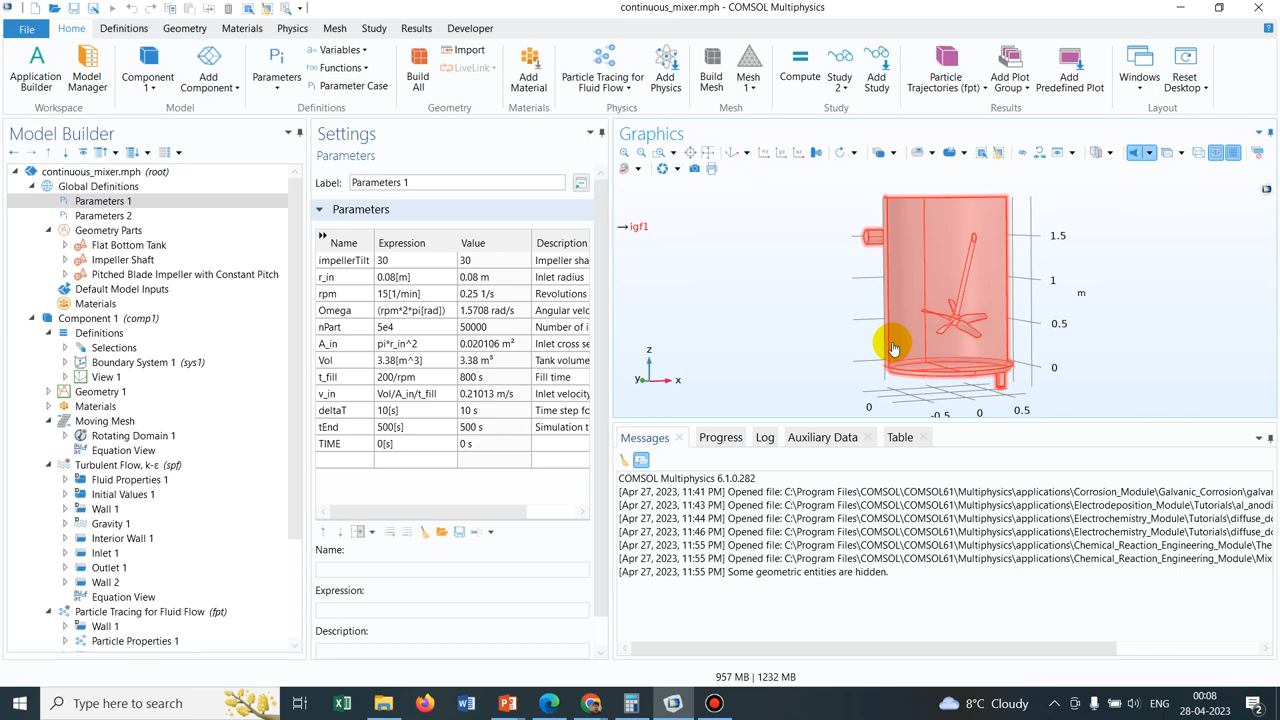 continuous_mixer.mph - COMSOL Multiphysics
File Home Definitions Geometry Materials Physics Mesh Study Results Developer
Application Builder
Model Manager
Workspace
Component 1
Add Component
Model
Parameters
Variables
Functions
Parameter Case
Definitions
Build All
Import
LiveLink
Geometry
Add Material
Materials
Particle Tracing for Fluid Flow
Add Physics
Physics
Build Mesh
Mesh 1
Mesh
Compute
Study 2
Add Study
Study
Particle Trajectories (fpt)
Add Plot Group
Add Predefined Plot
Results
Windows
Reset Desktop
Layout
Model Builder
continuous_mixer.mph (root)
Global Definitions
Parameters 1
Parameters 2
Geometry Parts
Flat Bottom Tank
Impeller Shaft
Pitched Blade Impeller with Constant Pitch
Default Model Inputs
Materials
Component 1 (comp1)
Definitions
Selections
Boundary System 1 (sys1)
View 1
Geometry 1
Materials
Moving Mesh
Rotating Domain 1
Equation View
Turbulent Flow, k-ε (spf)
Fluid Properties 1
Initial Values 1
Wall 1
Gravity 1
Interior Wall 1
Inlet 1
Outlet 1
Wall 2
Equation View
Particle Tracing for Fluid Flow (fpt)
Wall 1
Particle Properties 1
Settings
Parameters
Label: Parameters 1
Parameters
Name Expression Value Description
impellerTilt 30 30 Impeller sha
r_in 0.08[m] 0.08 m Inlet radius
rpm 15[1/min] 0.25 1/s Revolutions
Omega (rpm*2*pi[rad]) 1.5708 rad/s Angular velo
nPart 5e4 50000 Number of i
A_in pi*r_in^2 0.020106 m² Inlet cross se
Vol 3.38[m^3] 3.38 m³ Tank volume
t_fill 200/rpm 800 s Fill time
v_in Vol/A_in/t_fill 0.21013 m/s Inlet velocity
deltaT 10[s] 10 s Time step fo
tEnd 500[s] 500 s Simulation t
TIME 0[s] 0 s
Name:
Expression:
Description:
Graphics
igf1
1.5
1
m
0.5
0
z
y x
0 -0.5 0 0.5
Messages Progress Log Auxiliary Data Table
COMSOL Multiphysics 6.1.0.282
[Apr 27, 2023, 11:41 PM] Opened file: C:\Program Files\COMSOL\COMSOL61\Multiphysics\applications\Corrosion_Module\Galvanic_Corrosion\galvar
[Apr 27, 2023, 11:43 PM] Opened file: C:\Program Files\COMSOL\COMSOL61\Multiphysics\applications\Electrodeposition_Module\Tutorials\al_anodi
[Apr 27, 2023, 11:44 PM] Opened file: C:\Program Files\COMSOL\COMSOL61\Multiphysics\applications\Electrochemistry_Module\Tutorials\diffuse_do
[Apr 27, 2023, 11:46 PM] Opened file: C:\Program Files\COMSOL\COMSOL61\Multiphysics\applications\Electrochemistry_Module\Tutorials\diffuse_do
[Apr 27, 2023, 11:55 PM] Opened file: C:\Program Files\COMSOL\COMSOL61\Multiphysics\applications\Chemical_Reaction_Engineering_Module\The
[Apr 27, 2023, 11:55 PM] Opened file: C:\Program Files\COMSOL\COMSOL61\Multiphysics\applications\Chemical_Reaction_Engineering_Module\Mix
[Apr 27, 2023, 11:55 PM] Some geometric entities are hidden.
957 MB | 1232 MB
Type here to search
8°C Cloudy
ENG
00:08
28-04-2023
2